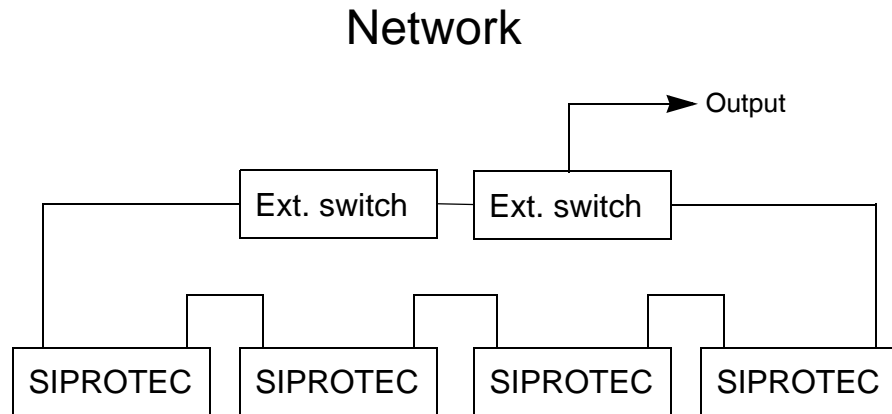 Network
Output
Ext. switch
Ext. switch
SIPROTEC
SIPROTEC
SIPROTEC
SIPROTEC